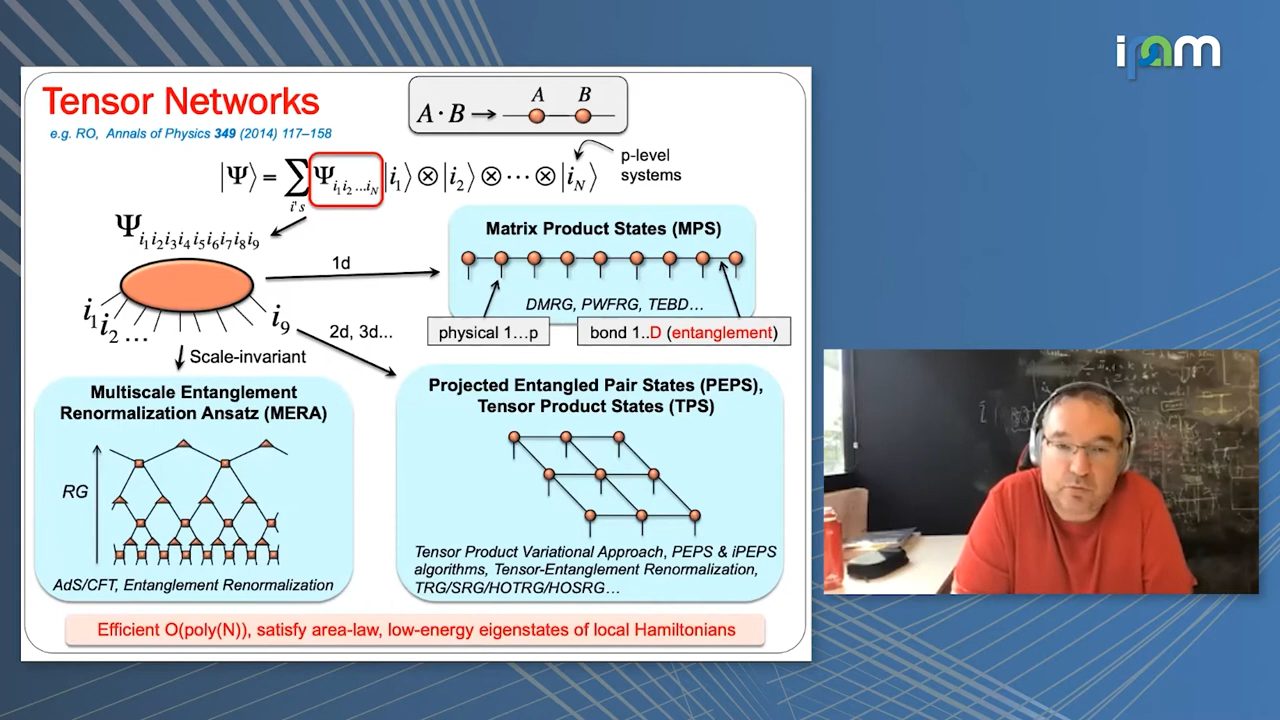 ipam
Tensor Networks
e.g. RO, Annals of Physics 349 (2014) 117–158
A · B → A B
p-level
systems
|Ψ⟩ = ∑ i's Ψ i₁i₂...i_N |i₁⟩ ⊗ |i₂⟩ ⊗ ⋯ ⊗ |i_N⟩
Ψ i₁i₂i₃i₄i₅i₆i₇i₈i₉
i₁ i₂ ... i₉
1d
Matrix Product States (MPS)
DMRG, PWFRG, TEBD...
physical 1...p
bond 1..D (entanglement)
2d, 3d...
Scale-invariant
Multiscale Entanglement
Renormalization Ansatz (MERA)
RG
AdS/CFT, Entanglement Renormalization
Projected Entangled Pair States (PEPS),
Tensor Product States (TPS)
Tensor Product Variational Approach, PEPS & iPEPS
algorithms, Tensor-Entanglement Renormalization,
TRG/SRG/HOTRG/HOSRG...
Efficient O(poly(N)), satisfy area-law, low-energy eigenstates of local Hamiltonians